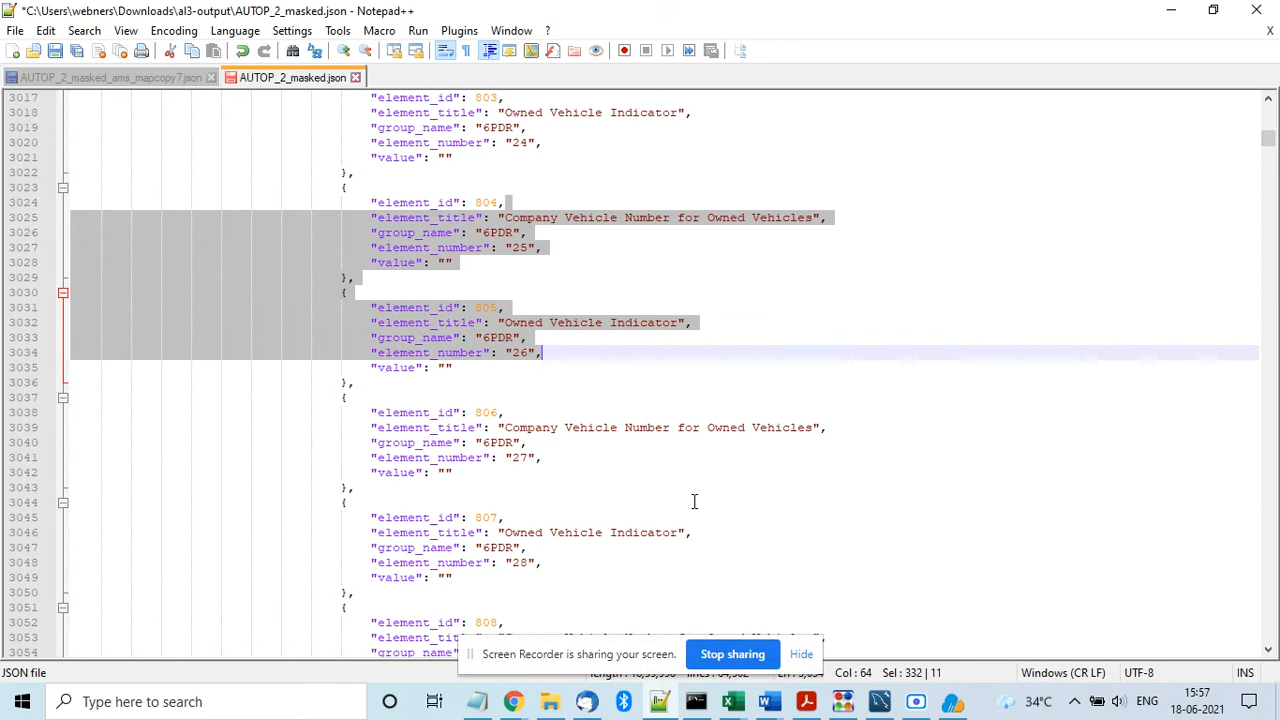 *C:\Users\webners\Downloads\al3-output\AUTOP_2_masked.json - Notepad++
File Edit Search View Encoding Language Settings Tools Macro Run Plugins Window ? X
AUTOP_2_masked_ams_mapcopy7.json AUTOP_2_masked.json
3017 "element_id": 803,
3018 "element_title": "Owned Vehicle Indicator",
3019 "group_name": "6PDR",
3020 "element_number": "24",
3021 "value": ""
3022 },
3023 {
3024 "element_id": 804,
3025 "element_title": "Company Vehicle Number for Owned Vehicles",
3026 "group_name": "6PDR",
3027 "element_number": "25",
3028 "value": ""
3029 },
3030 {
3031 "element_id": 805,
3032 "element_title": "Owned Vehicle Indicator",
3033 "group_name": "6PDR",
3034 "element_number": "26",
3035 "value": ""
3036 },
3037 {
3038 "element_id": 806,
3039 "element_title": "Company Vehicle Number for Owned Vehicles",
3040 "group_name": "6PDR",
3041 "element_number": "27",
3042 "value": ""
3043 },
3044 {
3045 "element_id": 807,
3046 "element_title": "Owned Vehicle Indicator",
3047 "group_name": "6PDR",
3048 "element_number": "28",
3049 "value": ""
3050 },
3051 {
3052 "element_id": 808,
3053
3054 "group_name"
Screen Recorder is sharing your screen. Stop sharing Hide
JSON file Col : 64 Sel : 332 | 11 Windows (CR LF) UTF-8 INS
Type here to search 34°C ENG 15:57
18-06-2021